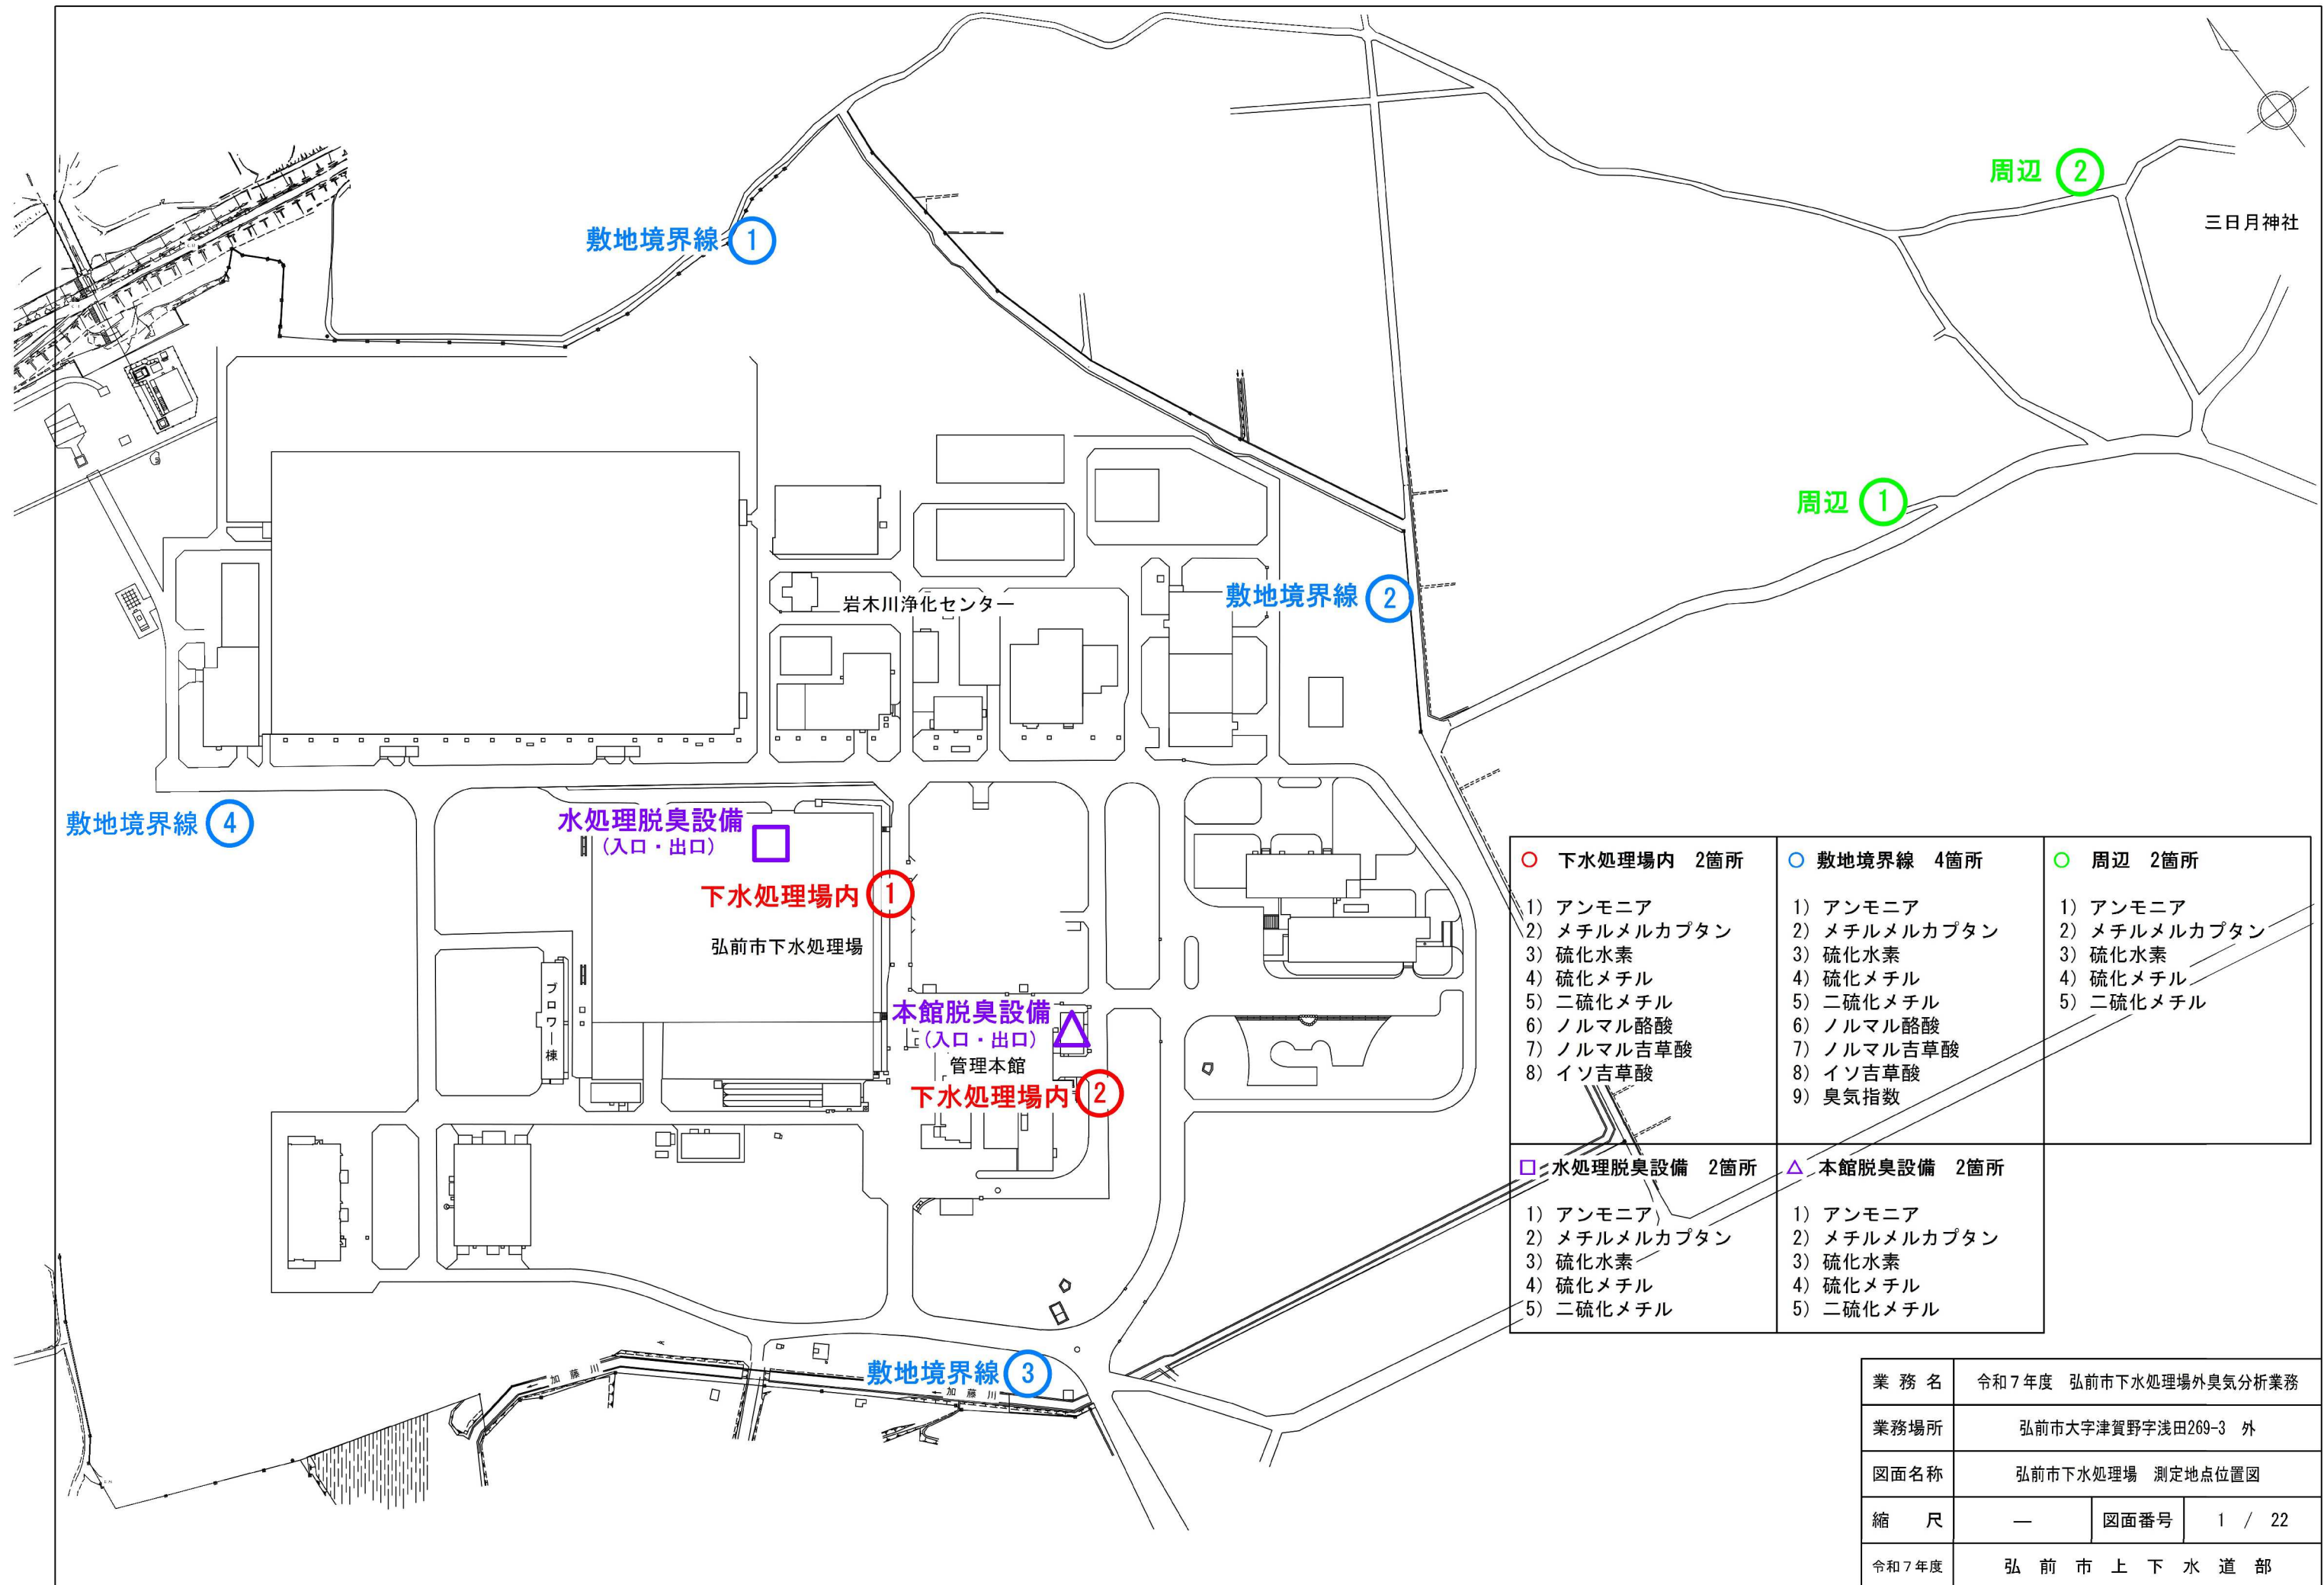 周辺 ②
三日月神社
敷地境界線 ①
周辺 ①
岩木川浄化センター
敷地境界線 ②
敷地境界線 ④
水処理脱臭設備
（入口・出口）
下水処理場内 ①
弘前市下水処理場
ブロワー棟
本館脱臭設備
（入口・出口）
管理本館
下水処理場内 ②
敷地境界線 ③
加藤川
← 加藤川
○ 下水処理場内 2箇所
1) アンモニア
2) メチルメルカプタン
3) 硫化水素
4) 硫化メチル
5) 二硫化メチル
6) ノルマル酪酸
7) ノルマル吉草酸
8) イソ吉草酸
○ 敷地境界線 4箇所
1) アンモニア
2) メチルメルカプタン
3) 硫化水素
4) 硫化メチル
5) 二硫化メチル
6) ノルマル酪酸
7) ノルマル吉草酸
8) イソ吉草酸
9) 臭気指数
○ 周辺 2箇所
1) アンモニア
2) メチルメルカプタン
3) 硫化水素
4) 硫化メチル
5) 二硫化メチル
□ 水処理脱臭設備 2箇所
1) アンモニア
2) メチルメルカプタン
3) 硫化水素
4) 硫化メチル
5) 二硫化メチル
△ 本館脱臭設備 2箇所
1) アンモニア
2) メチルメルカプタン
3) 硫化水素
4) 硫化メチル
5) 二硫化メチル
業務名 令和７年度 弘前市下水処理場外臭気分析業務
業務場所 弘前市大字津賀野字浅田269-3 外
図面名称 弘前市下水処理場 測定地点位置図
縮尺 ― 図面番号 1 / 22
令和７年度 弘前市上下水道部